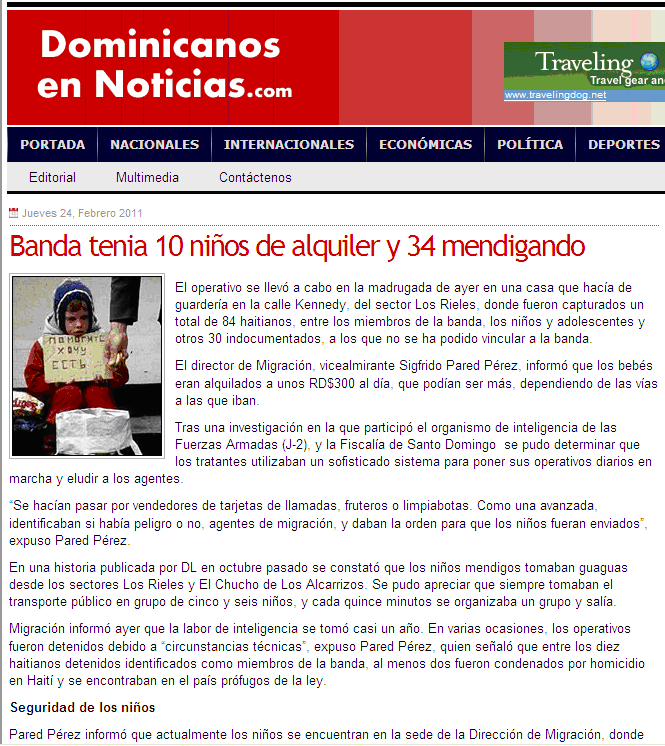 Dominicanos
en Noticias.com
Traveling
Travel gear an
www.travelingdog.net
PORTADA NACIONALES INTERNACIONALES ECONÓMICAS POLÍTICA DEPORTES
Editorial Multimedia Contáctenos
Jueves 24, Febrero 2011
Banda tenia 10 niños de alquiler y 34 mendigando
ПОМОГИТЕ
ХОЧУ
ЕСТЬ
El operativo se llevó a cabo en la madrugada de ayer en una casa que hacía de
guardería en la calle Kennedy, del sector Los Rieles, donde fueron capturados un
total de 84 haitianos, entre los miembros de la banda, los niños y adolescentes y
otros 30 indocumentados, a los que no se ha podido vincular a la banda.
El director de Migración, vicealmirante Sigfrido Pared Pérez, informó que los bebés
eran alquilados a unos RD$300 al día, que podían ser más, dependiendo de las vías
a las que iban.
Tras una investigación en la que participó el organismo de inteligencia de las
Fuerzas Armadas (J-2), y la Fiscalía de Santo Domingo se pudo determinar que
los tratantes utilizaban un sofisticado sistema para poner sus operativos diarios en
marcha y eludir a los agentes.
“Se hacían pasar por vendedores de tarjetas de llamadas, fruteros o limpiabotas. Como una avanzada,
identificaban si había peligro o no, agentes de migración, y daban la orden para que los niños fueran enviados”,
expuso Pared Pérez.
En una historia publicada por DL en octubre pasado se constató que los niños mendigos tomaban guaguas
desde los sectores Los Rieles y El Chucho de Los Alcarrizos. Se pudo apreciar que siempre tomaban el
transporte público en grupo de cinco y seis niños, y cada quince minutos se organizaba un grupo y salía.
Migración informó ayer que la labor de inteligencia se tomó casi un año. En varias ocasiones, los operativos
fueron detenidos debido a “circunstancias técnicas”, expuso Pared Pérez, quien señaló que entre los diez
haitianos detenidos identificados como miembros de la banda, al menos dos fueron condenados por homicidio
en Haití y se encontraban en el país prófugos de la ley.
Seguridad de los niños
Pared Pérez informó que actualmente los niños se encuentran en la sede de la Dirección de Migración, donde